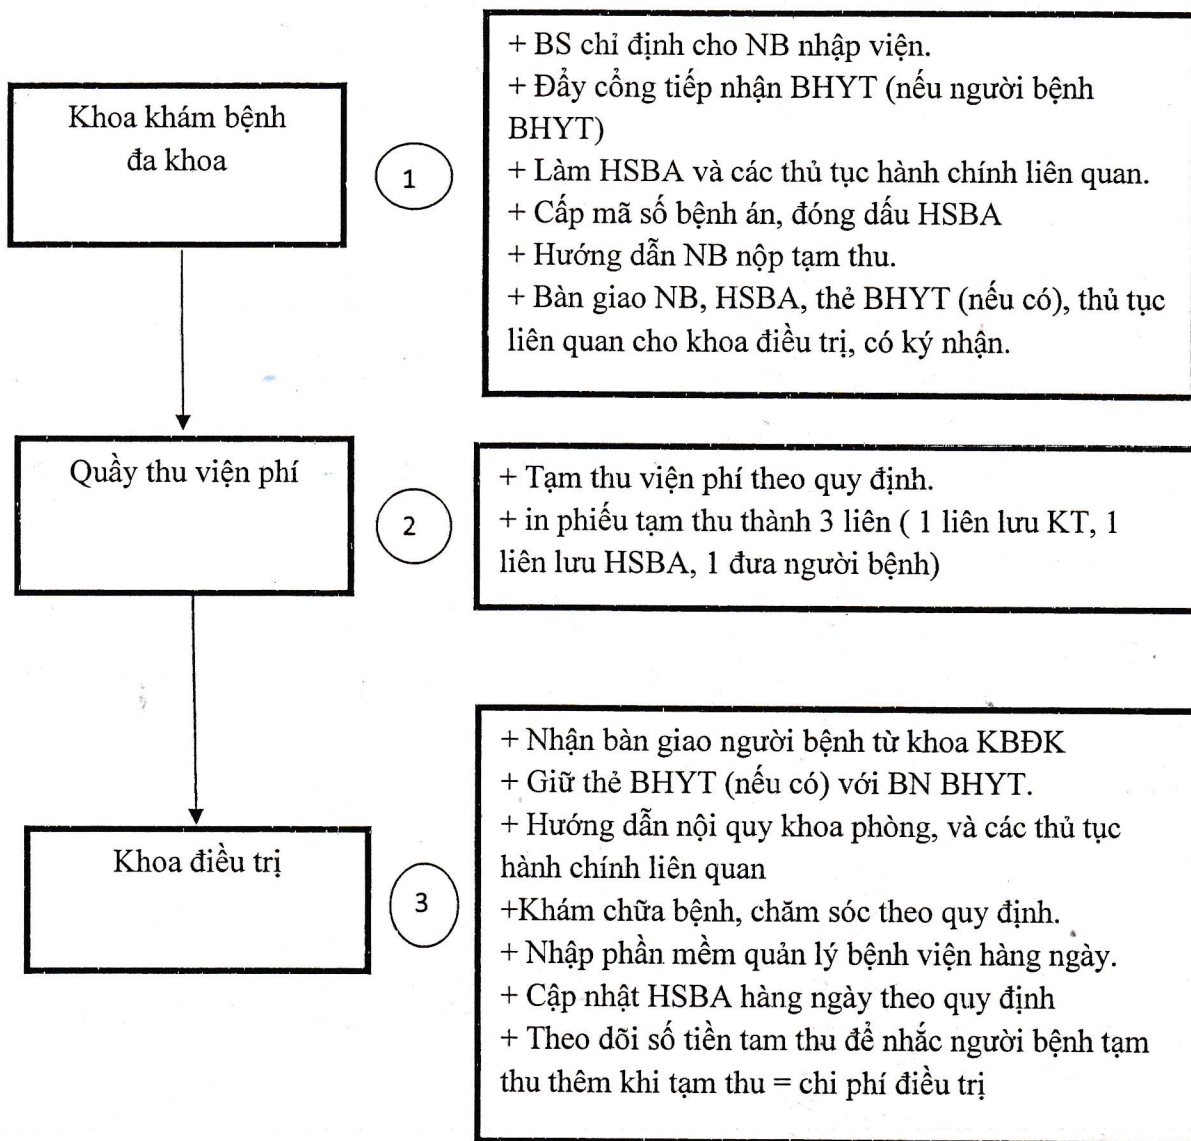 Khoa khám bệnh
đa khoa
1
+ BS chỉ định cho NB nhập viện.
+ Đẩy cổng tiếp nhận BHYT (nếu người bệnh
BHYT)
+ Làm HSBA và các thủ tục hành chính liên quan.
+ Cấp mã số bệnh án, đóng dấu HSBA
+ Hướng dẫn NB nộp tạm thu.
+ Bàn giao NB, HSBA, thẻ BHYT (nếu có), thủ tục
liên quan cho khoa điều trị, có ký nhận.
Quầy thu viện phí
2
+ Tạm thu viện phí theo quy định.
+ in phiếu tạm thu thành 3 liên ( 1 liên lưu KT, 1
liên lưu HSBA, 1 đưa người bệnh)
Khoa điều trị
3
+ Nhận bàn giao người bệnh từ khoa KBĐK
+ Giữ thẻ BHYT (nếu có) với BN BHYT.
+ Hướng dẫn nội quy khoa phòng, và các thủ tục
hành chính liên quan
+Khám chữa bệnh, chăm sóc theo quy định.
+ Nhập phần mềm quản lý bệnh viện hàng ngày.
+ Cập nhật HSBA hàng ngày theo quy định
+ Theo dõi số tiền tam thu để nhắc người bệnh tạm
thu thêm khi tạm thu = chi phí điều trị